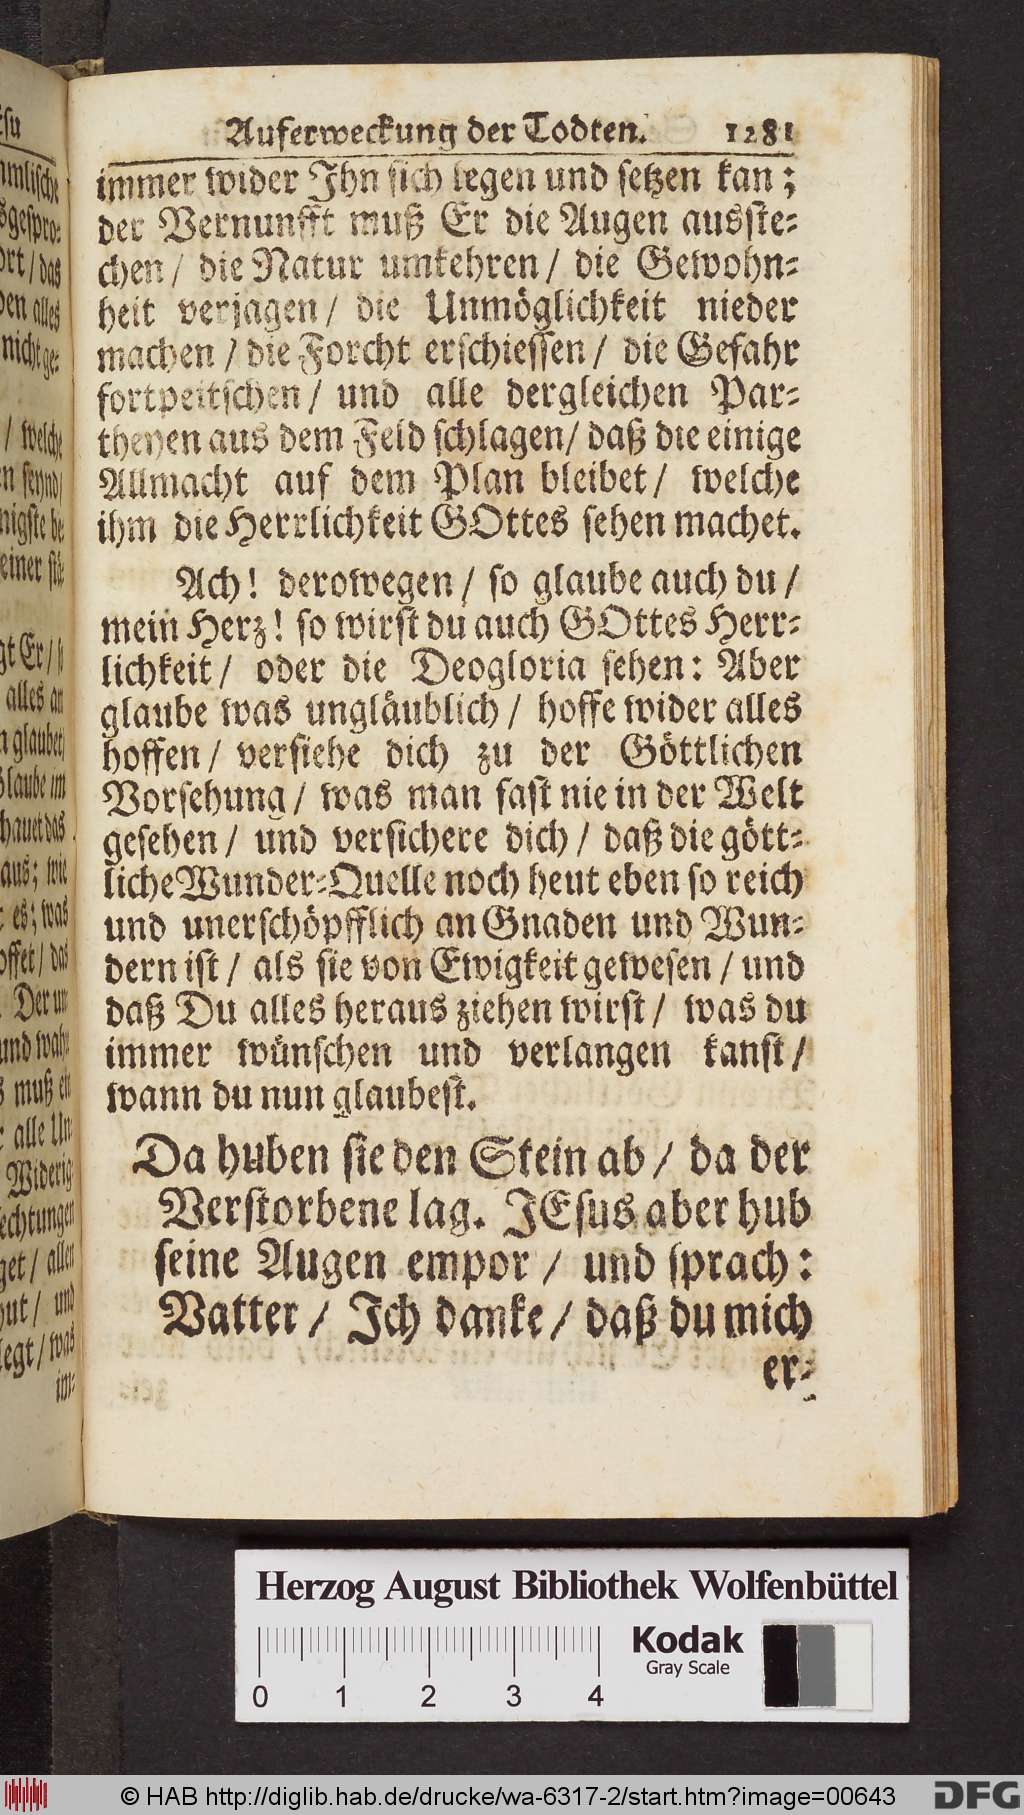 Auferweckung der Todten. 1281
immer wider Jhn sich legen und setzen kan;
der Vernunfft muß Er die Augen ausste-
chen / die Natur umkehren / die Gewohn-
heit verjagen / die Unmöglichkeit nieder
machen / die Forcht erschiessen / die Gefahr
fortpeitschen / und alle dergleichen Par-
theyen aus dem Feld schlagen / daß die einige
Allmacht auf dem Plan bleibet / welche
ihm die Herrlichkeit GOttes sehen machet.
Ach! derowegen / so glaube auch du /
mein Herz! so wirst du auch GOttes Herr-
lichkeit / oder die Deogloria sehen: Aber
glaube was ungläublich / hoffe wider alles
hoffen / versiehe dich zu der Göttlichen
Vorsehung / was man fast nie in der Welt
gesehen / und versichere dich / daß die gött-
liche Wunder-Quelle noch heut eben so reich
und unerschöpfflich an Gnaden und Wun-
dern ist / als sie von Ewigkeit gewesen / und
daß Du alles heraus ziehen wirst / was du
immer wünschen und verlangen kanst /
wann du nun glaubest.
Da huben sie den Stein ab / da der
Verstorbene lag. JEsus aber hub
seine Augen empor / und sprach:
Vatter / Jch danke / daß du mich
er-
Herzog August Bibliothek Wolfenbüttel
Kodak
Gray Scale
0 1 2 3 4
© HAB http://diglib.hab.de/drucke/wa-6317-2/start.htm?image=00643
DFG